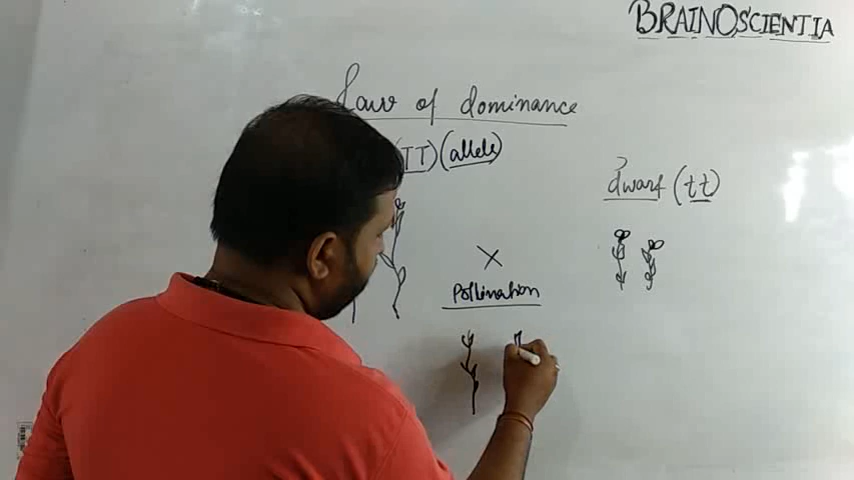 BRAINOSCIENTIA
Law of dominance
(TT) (allele)
dwarf (tt)
X
Pollination